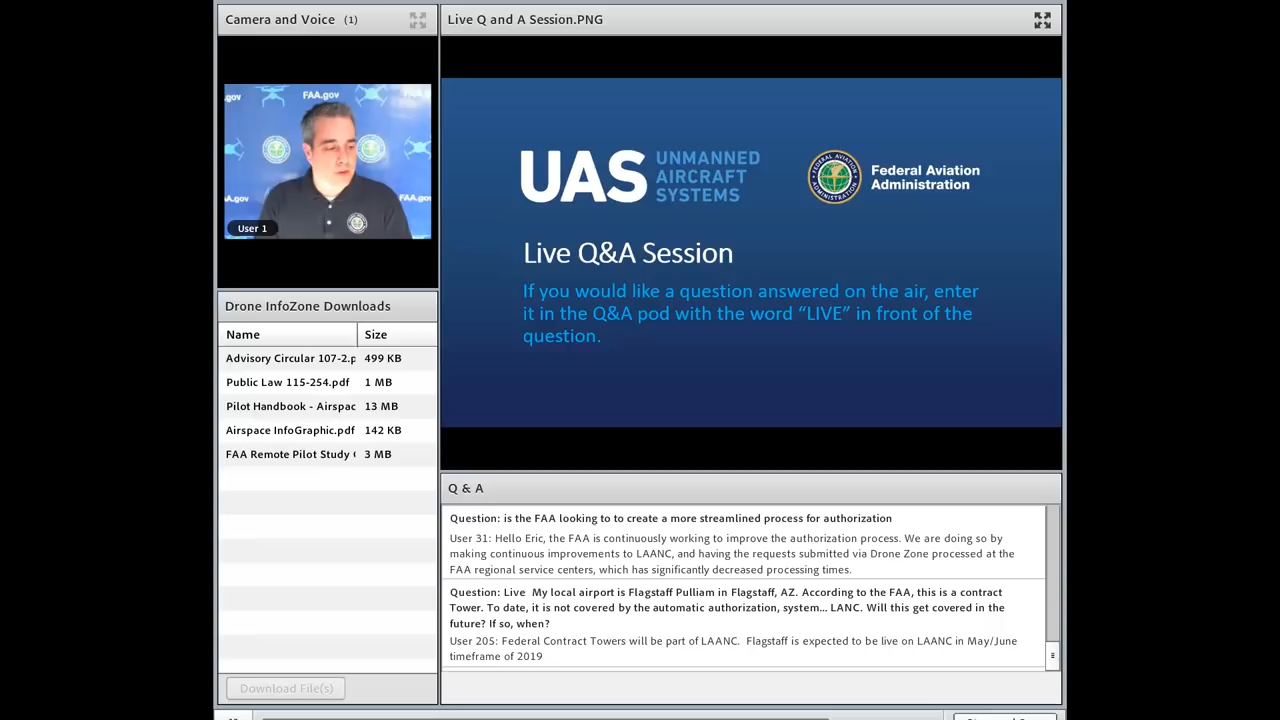 Camera and Voice (1)
.gov
FAA.gov
A.gov
FAA.go
User 1
Drone InfoZone Downloads
Name Size
Advisory Circular 107-2.p 499 KB
Public Law 115-254.pdf 1 MB
Pilot Handbook - Airspac 13 MB
Airspace InfoGraphic.pdf 142 KB
FAA Remote Pilot Study 3 MB
Download File(s)
Live Q and A Session.PNG
UAS UNMANNED
AIRCRAFT
SYSTEMS
FEDERAL AVIATION
ADMINISTRATION
Federal Aviation
Administration
Live Q&A Session
If you would like a question answered on the air, enter
it in the Q&A pod with the word “LIVE” in front of the
question.
Q & A
Question: is the FAA looking to to create a more streamlined process for authorization
User 31: Hello Eric, the FAA is continuously working to improve the authorization process. We are doing so by
making continuous improvements to LAANC, and having the requests submitted via Drone Zone processed at the
FAA regional service centers, which has significantly decreased processing times.
Question: Live My local airport is Flagstaff Pulliam in Flagstaff, AZ. According to the FAA, this is a contract
Tower. To date, it is not covered by the automatic authorization, system... LANC. Will this get covered in the
future? If so, when?
User 205: Federal Contract Towers will be part of LAANC. Flagstaff is expected to be live on LAANC in May/June
timeframe of 2019